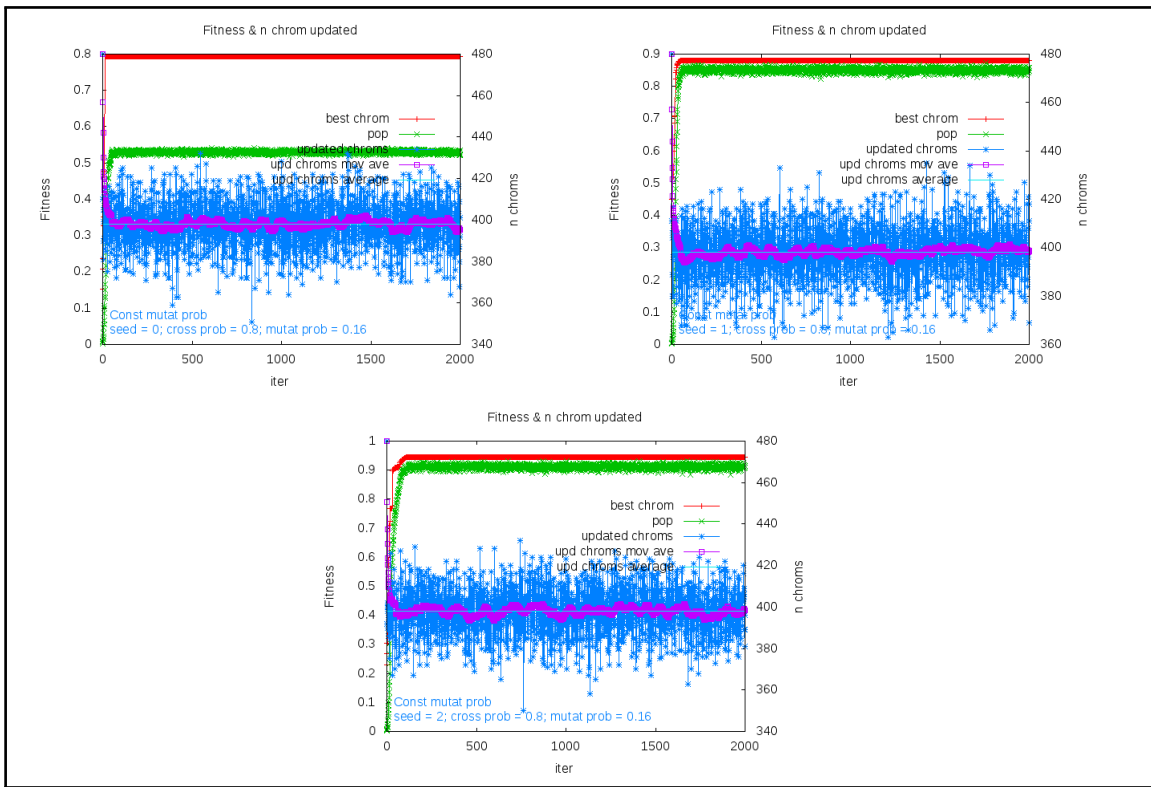 Fitness & n chrom updated
0.8
0.7
0.6
0.5
0.4
0.3
0.2
0.1
0
480
460
440
420
400
380
360
340
Fitness
n chroms
best chrom
pop
updated chroms
upd chroms mov ave
upd chroms average
Const mutat prob
seed = 0; cross prob = 0.8; mutat prob = 0.16
0 500 1000 1500 2000
iter
Fitness & n chrom updated
0.9
0.8
0.7
0.6
0.5
0.4
0.3
0.2
0.1
0
480
460
440
420
400
380
360
Fitness
n chroms
best chrom
pop
updated chroms
upd chroms mov ave
upd chroms average
Const mutat prob
seed = 1; cross prob = 0.8; mutat prob = 0.16
0 500 1000 1500 2000
iter
Fitness & n chrom updated
1
0.9
0.8
0.7
0.6
0.5
0.4
0.3
0.2
0.1
0
480
460
440
420
400
380
360
340
Fitness
n chroms
best chrom
pop
updated chroms
upd chroms mov ave
upd chroms average
Const mutat prob
seed = 2; cross prob = 0.8; mutat prob = 0.16
0 500 1000 1500 2000
iter